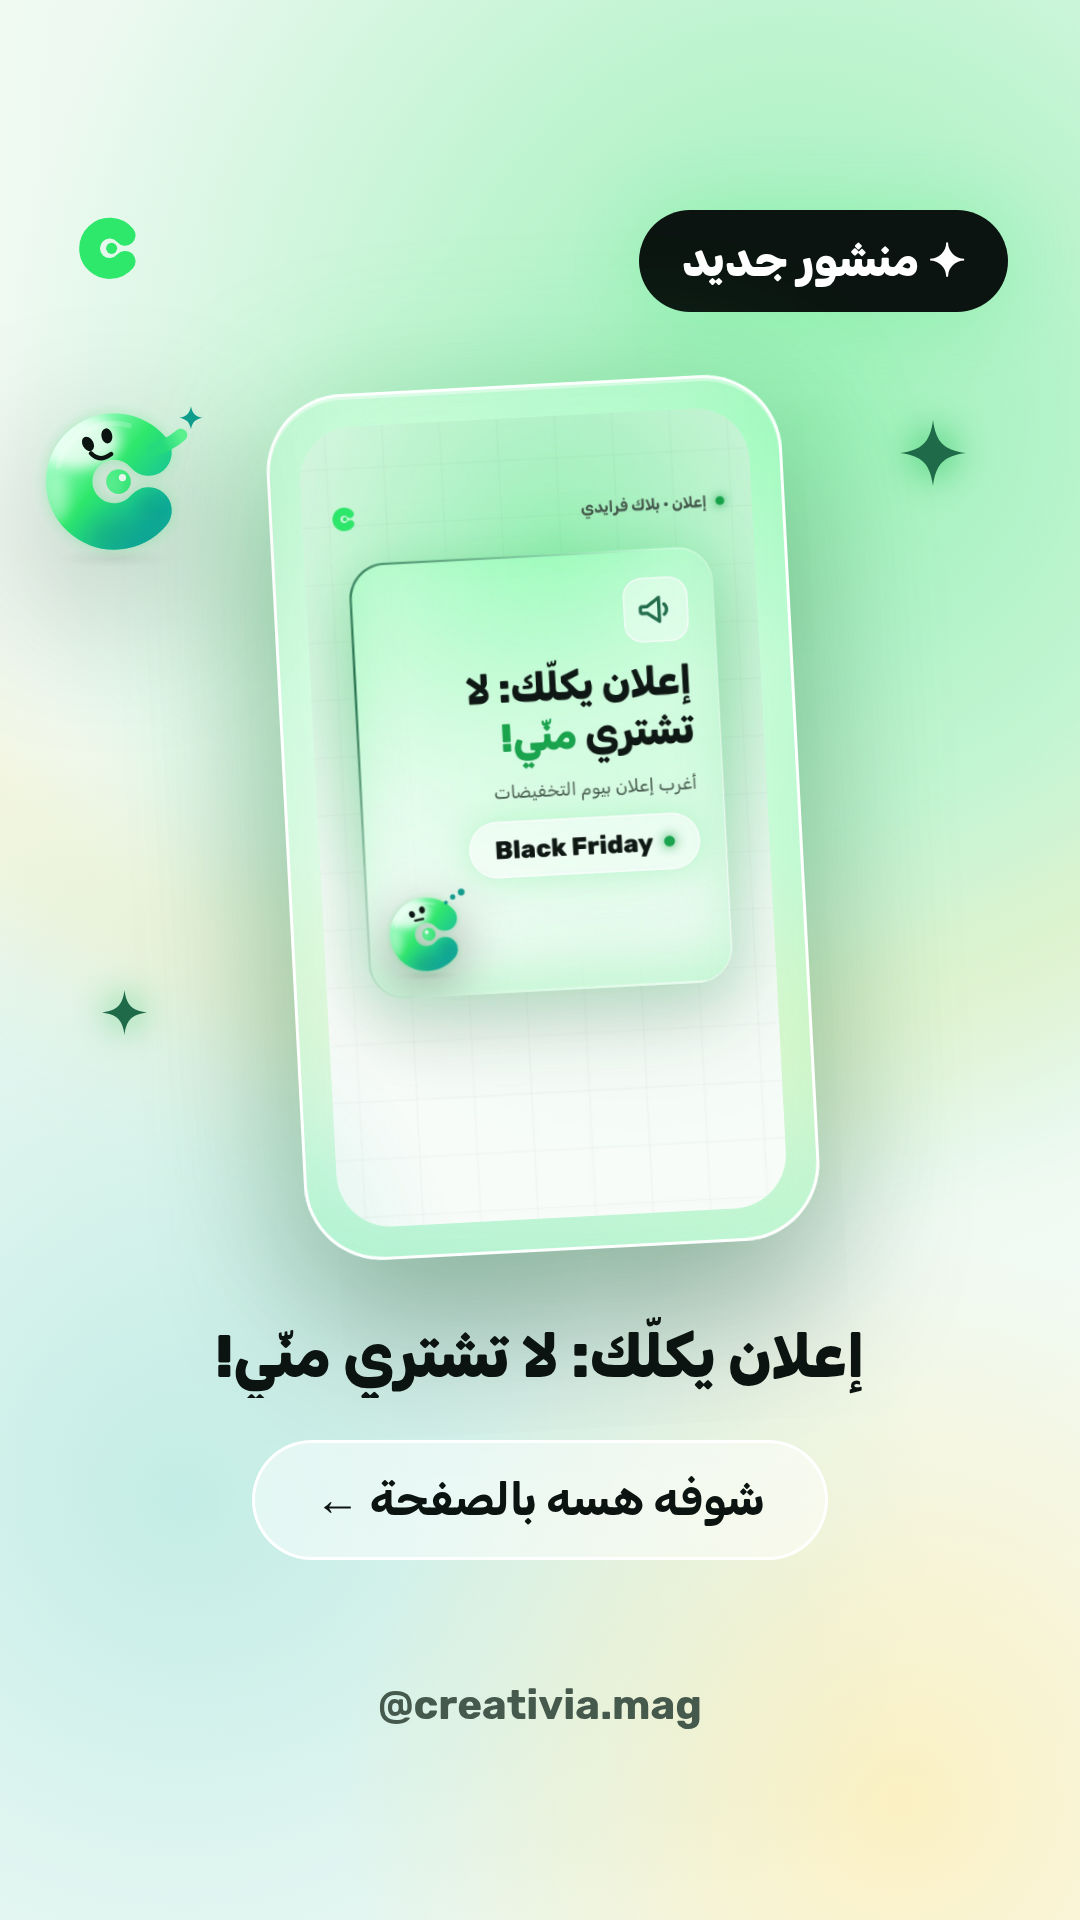 ✦ منشور جديد
إعلان • بلاك فرايدي
إعلان يكلّك: لا
تشتري منّي!
أغرب إعلان بيوم التخفيضات
Black Friday
إعلان يكلّك: لا تشتري منّي!
شوفه هسه بالصفحة ←
@creativia.mag